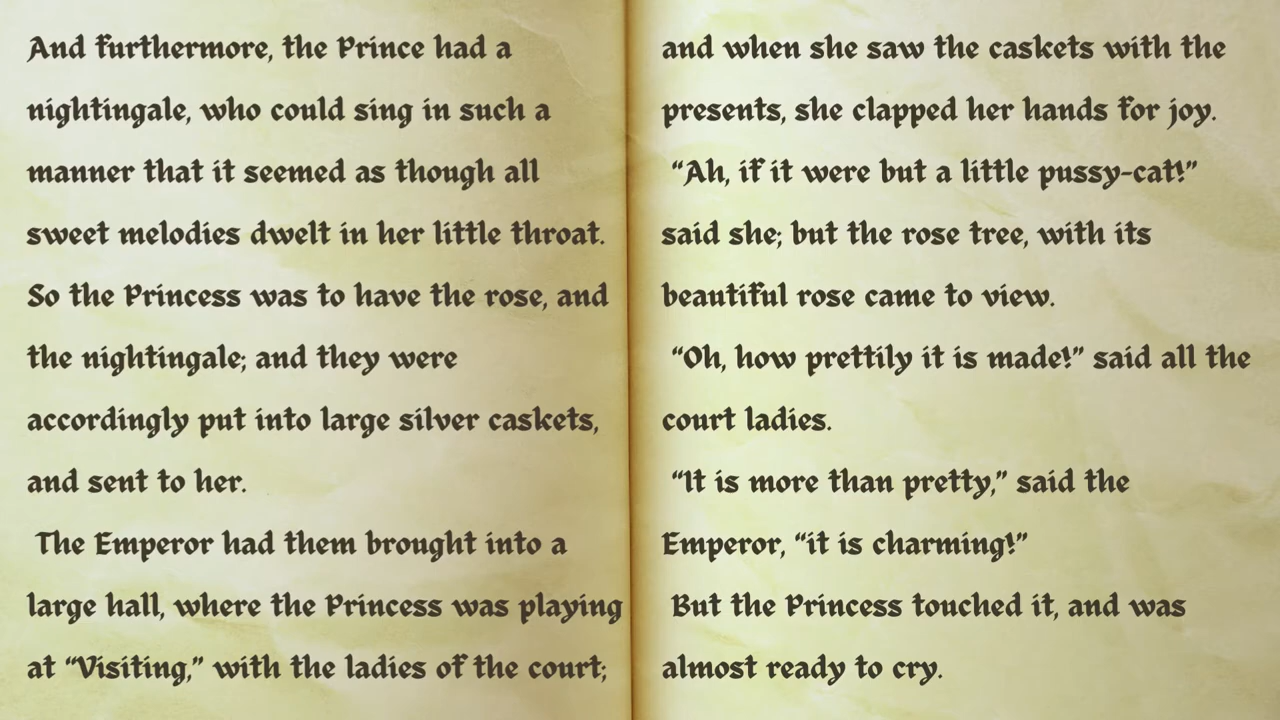 And furthermore, the Prince had a
nightingale, who could sing in such a
manner that it seemed as though all
sweet melodies dwelt in her little throat.
So the Princess was to have the rose, and
the nightingale; and they were
accordingly put into large silver caskets,
and sent to her.
The Emperor had them brought into a
large hall, where the Princess was playing
at “Visiting,” with the ladies of the court;
and when she saw the caskets with the
presents, she clapped her hands for joy.
“Ah, if it were but a little pussy-cat!”
said she; but the rose tree, with its
beautiful rose came to view.
“Oh, how prettily it is made!” said all the
court ladies.
“It is more than pretty,” said the
Emperor, “it is charming!”
But the Princess touched it, and was
almost ready to cry.